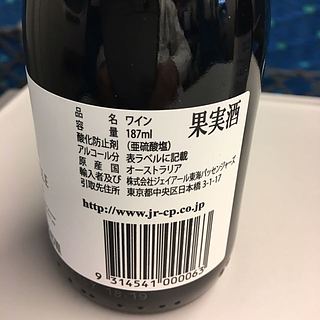 品名 ワイン
容量 187ml
酸化防止剤 (亜硫酸塩)
アルコール分 表ラベルに記載
原産国 オーストラリア
輸入者及び 株式会社ジェイアール東海パッセンジャーズ
引取先住所 東京都中央区日本橋3-1-17
果実酒
http://www.jr-cp.co.jp
9 314541 000063